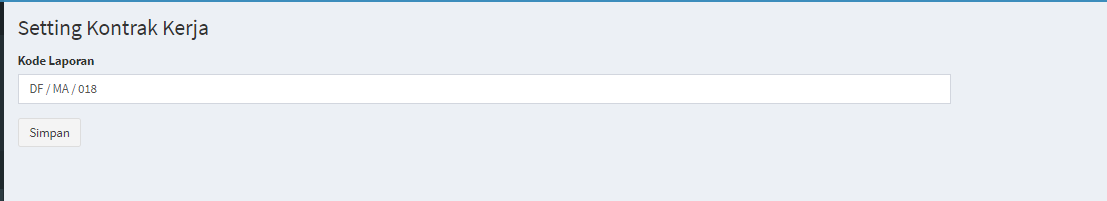 Setting Kontrak Kerja
Kode Laporan
DF / MA / 018
Simpan